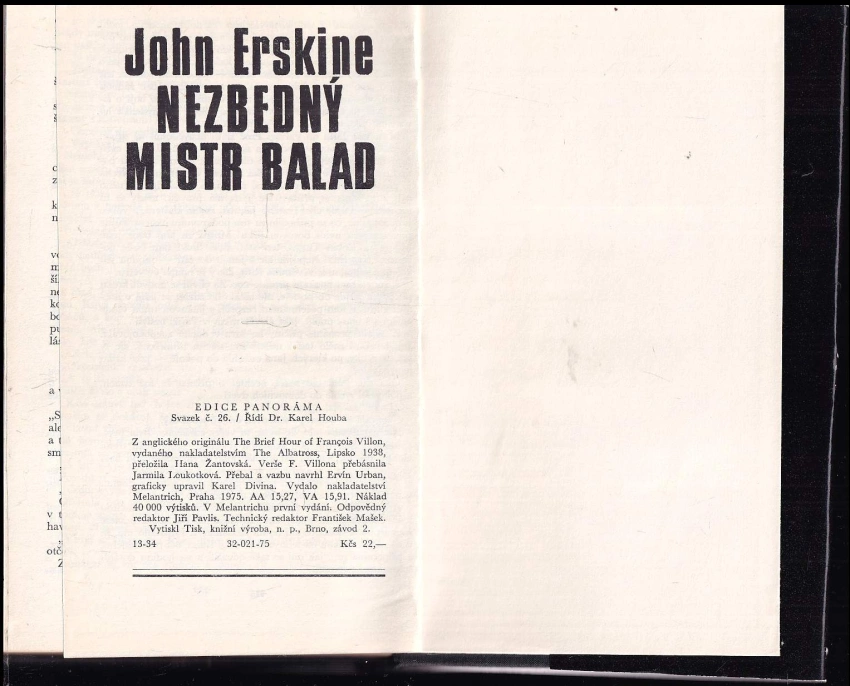 John Erskine
NEZBEDNÝ
MISTR BALAD
EDICE PANORÁMA
Svazek č. 26. / Řídí Dr. Karel Houba
Z anglického originálu The Brief Hour of François Villon,
vydaného nakladatelstvím The Albatross, Lipsko 1938,
přeložila Hana Žantovská. Verše F. Villona přebásnila
Jarmila Loukotková. Přebal a vazbu navrhl Ervín Urban,
graficky upravil Karel Divina. Vydalo nakladatelství
Melantrich, Praha 1975. AA 15,27, VA 15,91. Náklad
40 000 výtisků. V Melantrichu první vydání. Odpovědný
redaktor Jiří Pavlis. Technický redaktor František Mašek.
Vytiskl Tisk, knižní výroba, n. p., Brno, závod 2.
13-34 32-021-75 Kčs 22,—